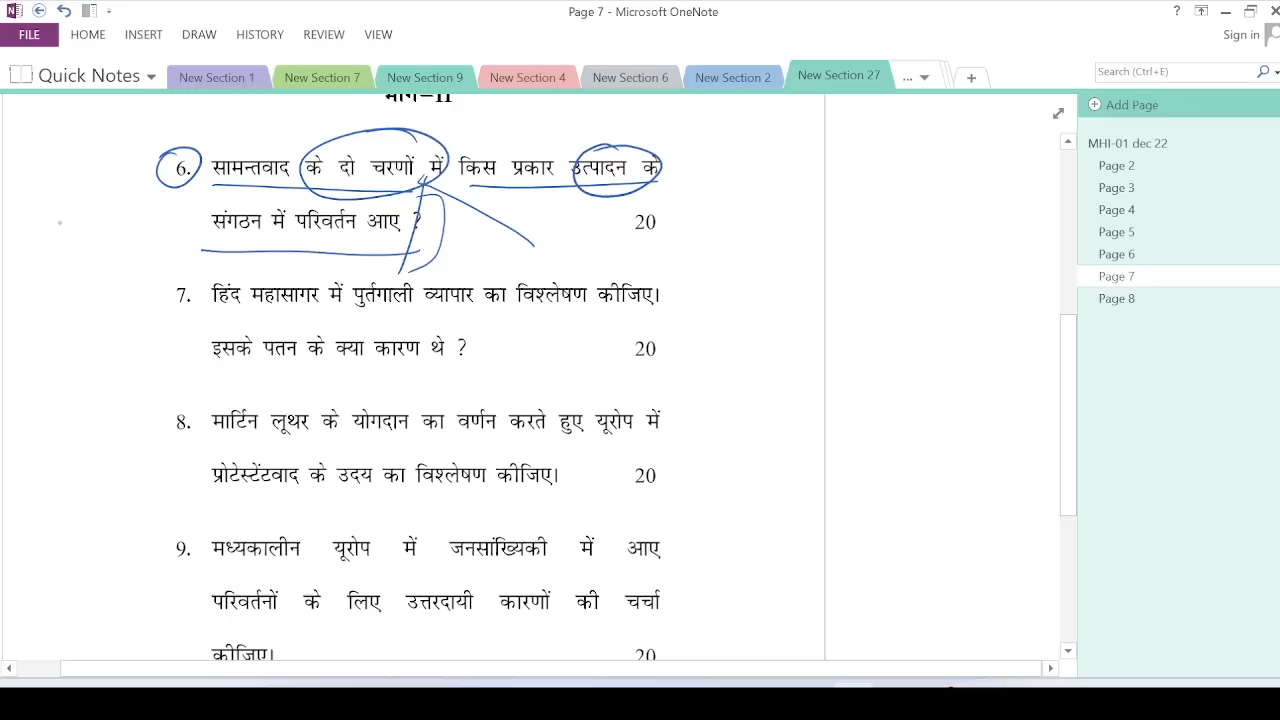 Page 7 - Microsoft OneNote
FILE HOME INSERT DRAW HISTORY REVIEW VIEW Sign in
Quick Notes New Section 1 New Section 7 New Section 9 New Section 4 New Section 6 New Section 2 New Section 27 ... Search (Ctrl+E)
Add Page
MHI-01 dec 22
Page 2
Page 3
Page 4
Page 5
Page 6
Page 7
Page 8
भाग-II
6. सामन्तवाद के दो चरणों में किस प्रकार उत्पादन के
संगठन में परिवर्तन आए ? 20
7. हिंद महासागर में पुर्तगाली व्यापार का विश्लेषण कीजिए।
इसके पतन के क्या कारण थे ? 20
8. मार्टिन लूथर के योगदान का वर्णन करते हुए यूरोप में
प्रोटेस्टेंटवाद के उदय का विश्लेषण कीजिए। 20
9. मध्यकालीन यूरोप में जनसांख्यिकी में आए
परिवर्तनों के लिए उत्तरदायी कारणों की चर्चा
कीजिए। 20